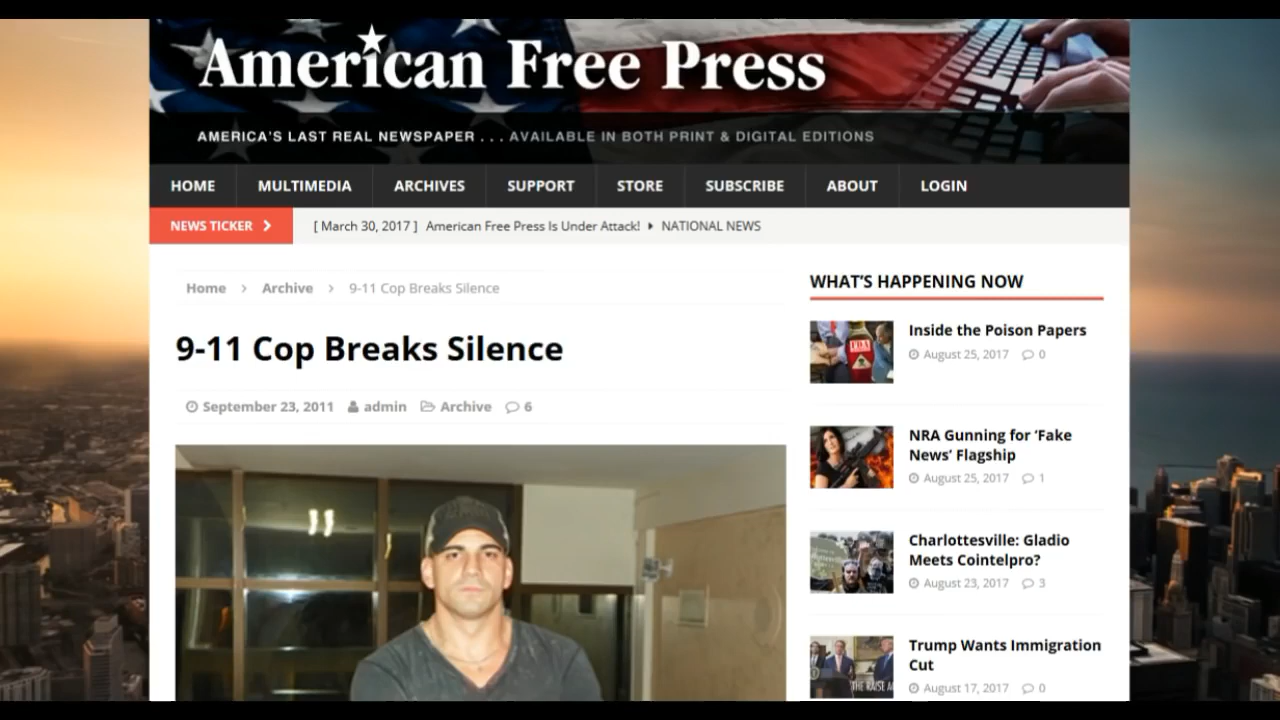 American Free Press
AMERICA'S LAST REAL NEWSPAPER . . . AVAILABLE IN BOTH PRINT & DIGITAL EDITIONS
HOME MULTIMEDIA ARCHIVES SUPPORT STORE SUBSCRIBE ABOUT LOGIN
NEWS TICKER [ March 30, 2017 ] American Free Press Is Under Attack! NATIONAL NEWS
Home › Archive › 9-11 Cop Breaks Silence
9-11 Cop Breaks Silence
September 23, 2011 admin Archive 6
WHAT'S HAPPENING NOW
Inside the Poison Papers
August 25, 2017 0
NRA Gunning for ‘Fake
News’ Flagship
August 25, 2017 1
Charlottesville: Gladio
Meets Cointelpro?
August 23, 2017 3
Trump Wants Immigration
Cut
August 17, 2017 0
THE RAISE A